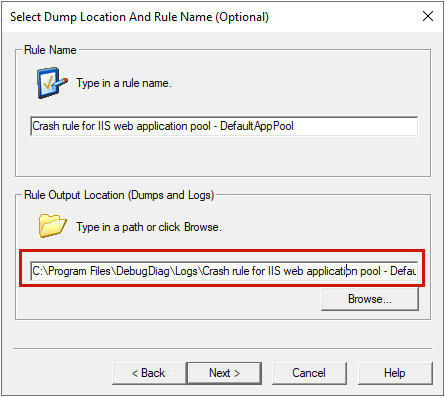 Select Dump Location And Rule Name (Optional)
Rule Name
Type in a rule name.
Crash rule for IIS web application pool - DefaultAppPool
Rule Output Location (Dumps and Logs)
Type in a path or click Browse.
C:\Program Files\DebugDiag\Logs\Crash rule for IIS web application pool - Defau
Browse...
< Back Next > Cancel Help